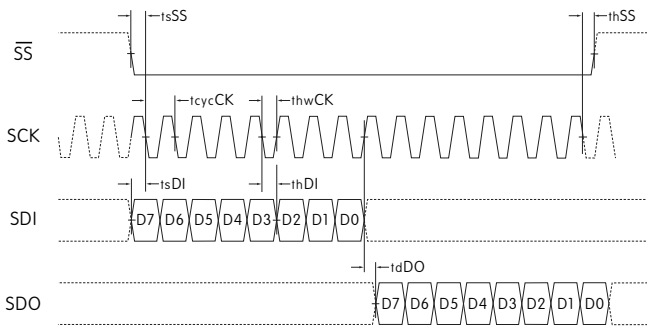 tsSS thSS
SS
tcycCK thwCK
SCK
tsDI thDI
SDI D7 D6 D5 D4 D3 D2 D1 D0
tdDO
SDO D7 D6 D5 D4 D3 D2 D1 D0